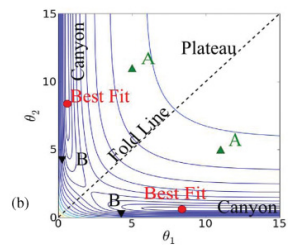 15
10
5
0
0
5
10
15
θ2
θ1
(b)
Canyon
Plateau
A
Best Fit
Fold Line
A
B
B
Best Fit
Canyon